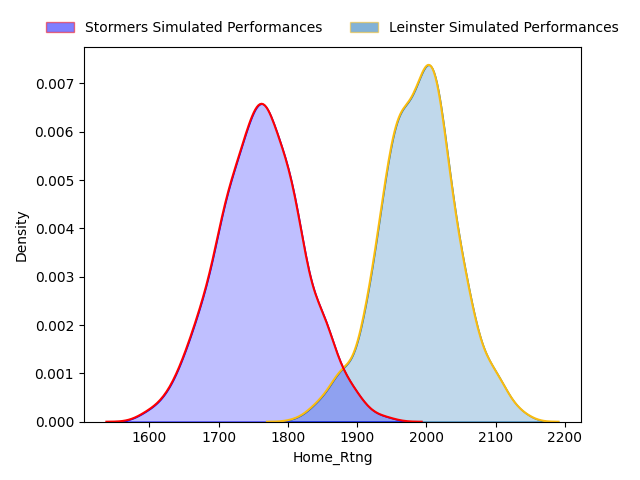 Stormers Simulated Performances Leinster Simulated Performances
0.007
0.006
0.005
0.004
0.003
0.002
0.001
0.000
Density
1600 1700 1800 1900 2000 2100 2200
Home_Rtng